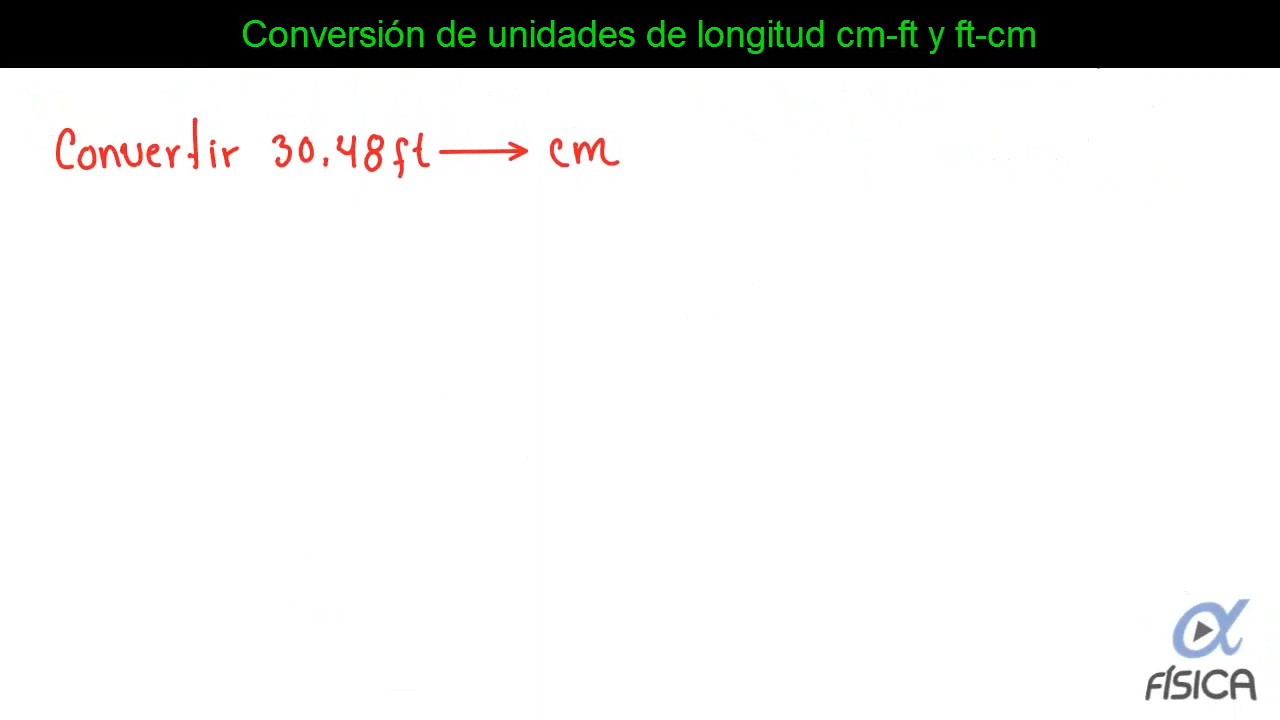 Conversión de unidades de longitud cm-ft y ft-cm
Convertir 30.48ft → cm
FÍSICA